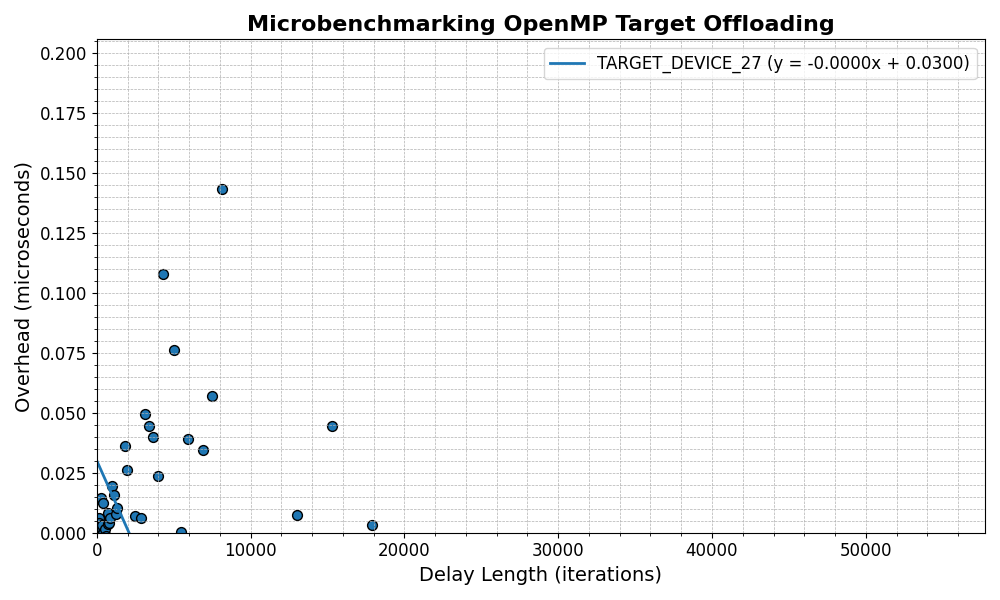 Microbenchmarking OpenMP Target Offloading
TARGET_DEVICE_27 (y = -0.0000x + 0.0300)
Overhead (microseconds)
0.200
0.175
0.150
0.125
0.100
0.075
0.050
0.025
0.000
0 10000 20000 30000 40000 50000
Delay Length (iterations)